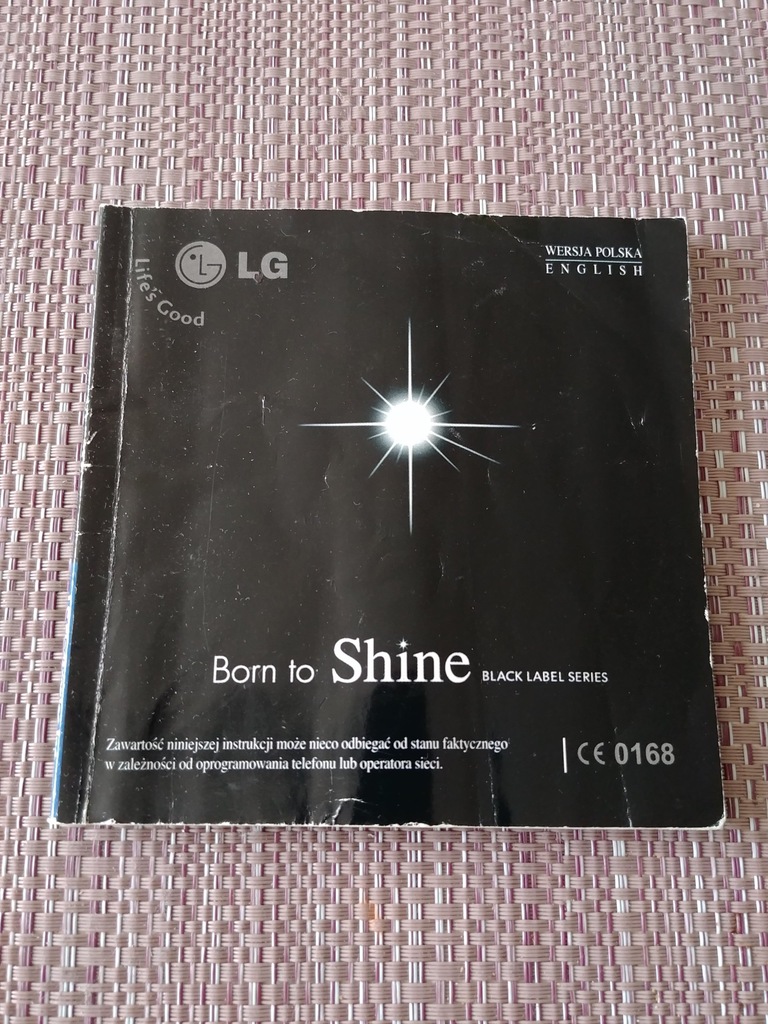 LG
Life's Good
WERSJA POLSKA
ENGLISH
Born to Shine BLACK LABEL SERIES
Zawartość niniejszej instrukcji może nieco odbiegać od stanu faktycznego
w zależności od oprogramowania telefonu lub operatora sieci.
CE 0168